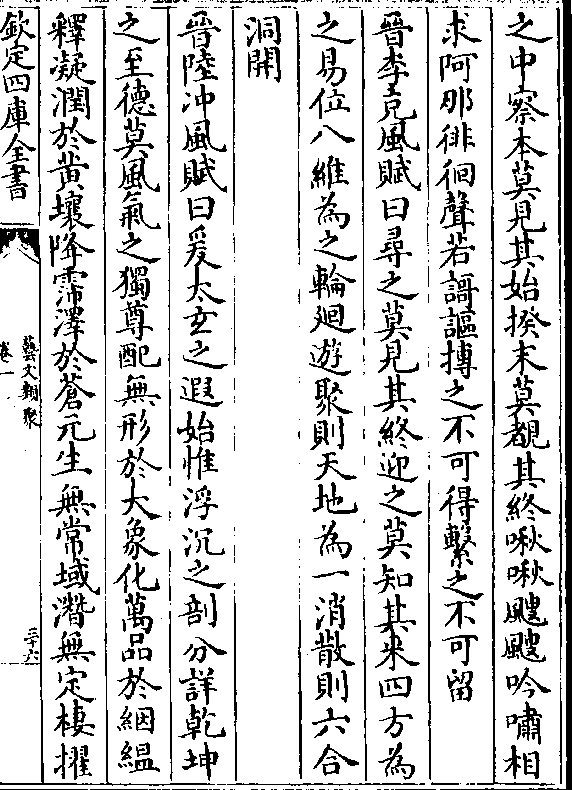 之中察本莫見其始揆末莫覩其終啾啾颼颼吟嘯相
求阿那徘徊聲若謌謳摶之不可得繫之不可留
晉李充風賦曰尋之莫見其終迎之莫知其来四方為
之易位八維為之輪廻遊聚則天地為一消散則六合
洞開
晉陸冲風賦曰爰太玄之遐始惟浮沉之剖分詳乾坤
之至德莫風氣之獨尊配無形於大象化萬品於絪緼
釋凝潤於黄壤降霈澤於蒼元生無常域潛無定棲擢
欽定四庫全書
藝文類聚
卷一
三十六